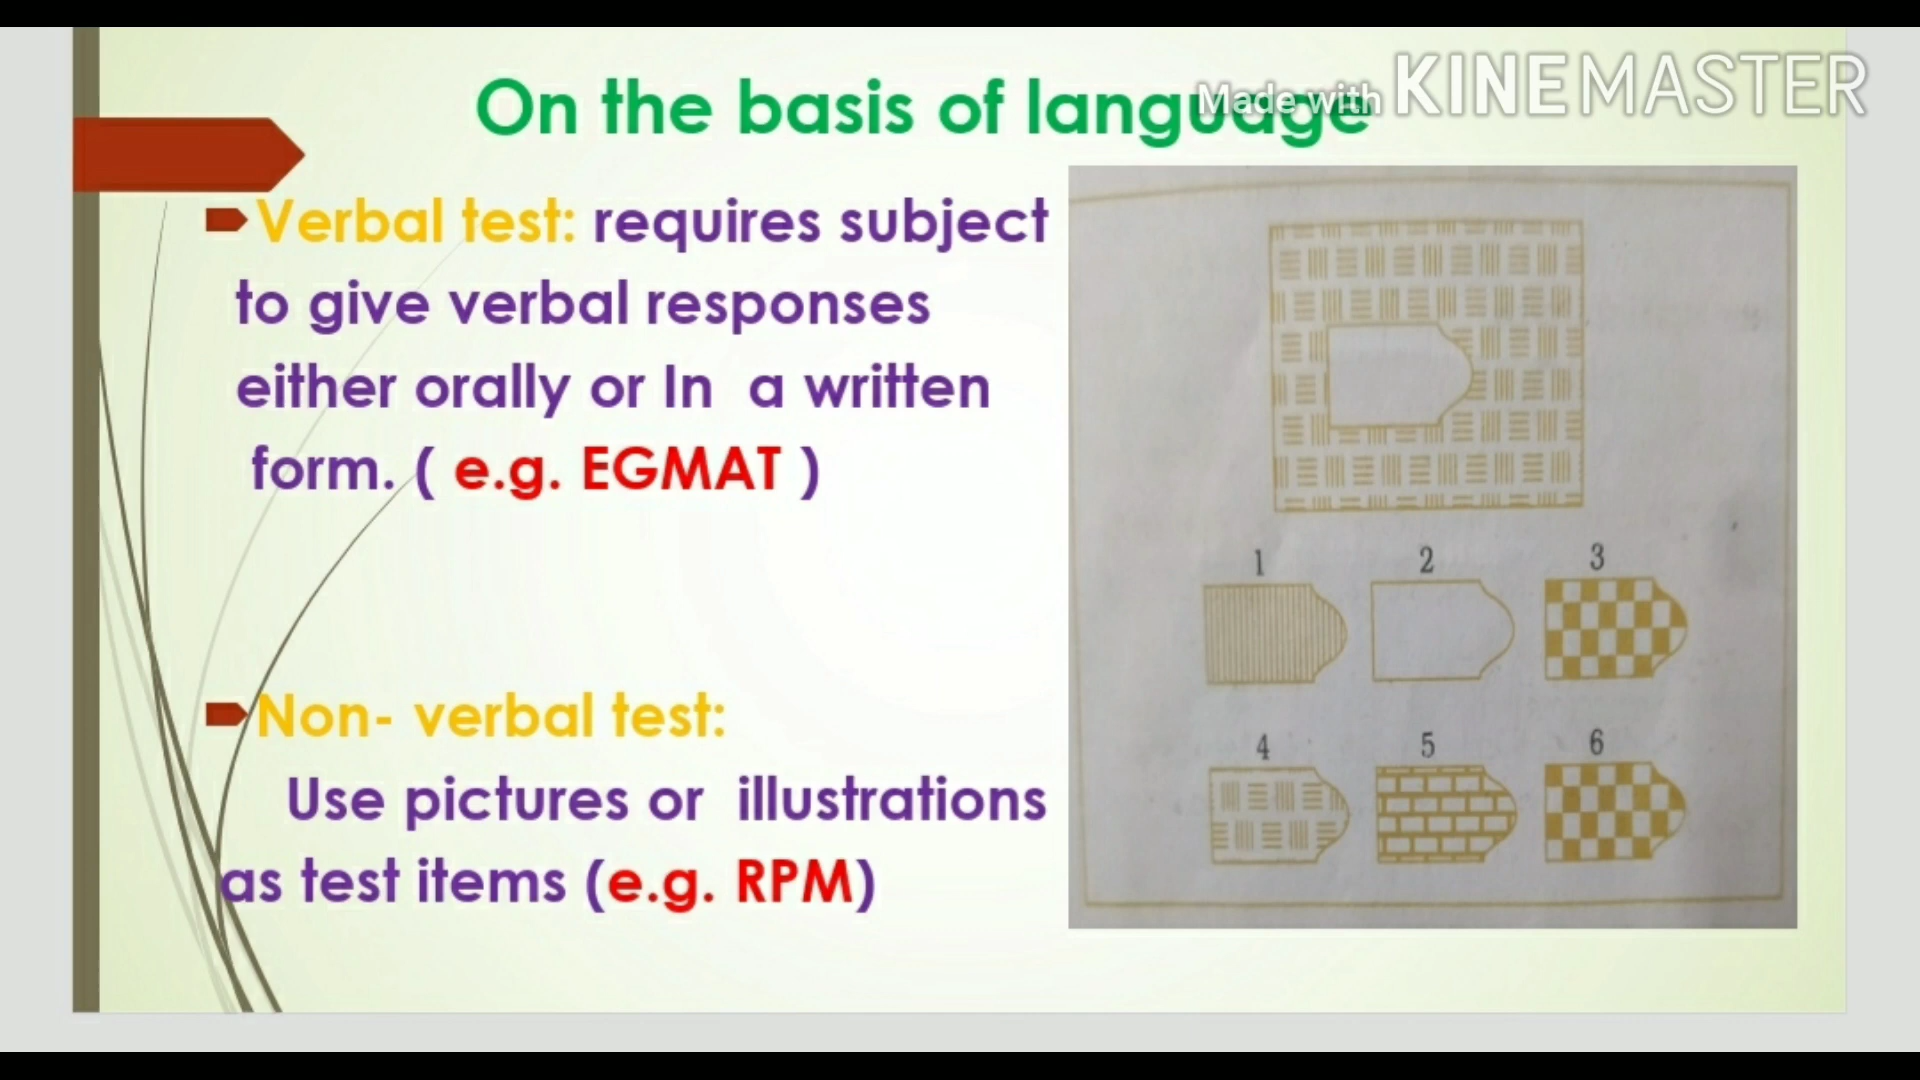 Made with KINEMASTER
On the basis of language
Verbal test: requires subject
to give verbal responses
either orally or In a written
form. ( e.g. EGMAT )
Non- verbal test:
Use pictures or illustrations
as test items (e.g. RPM)
1 2 3
4 5 6